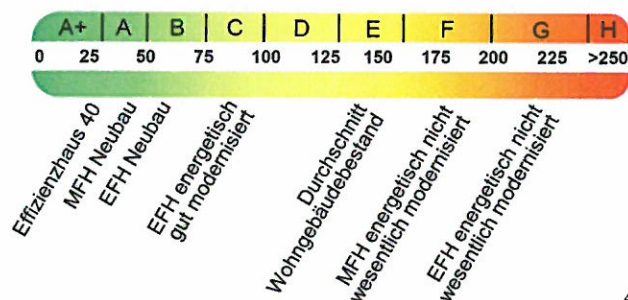 A+ A B C D E F G H
0 25 50 75 100 125 150 175 200 225 >250
Effizienzhaus 40
MFH Neubau
EFH Neubau
EFH energetisch
gut modernisiert
Durchschnitt
Wohngebäudebestand
MFH energetisch nicht
wesentlich modernisiert
EFH energetisch nicht
wesentlich modernisiert